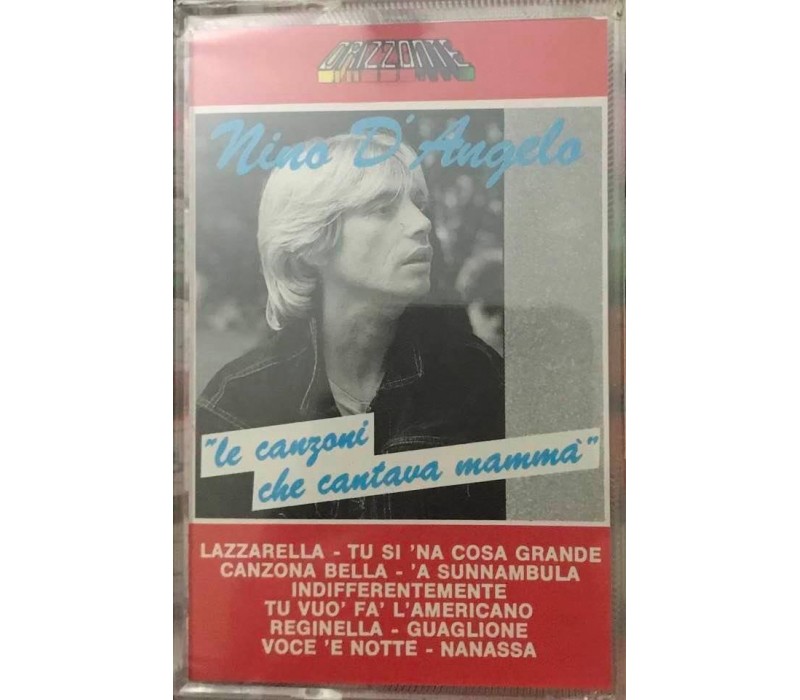 ORIZZONTE
Nino D'Angelo
"le canzoni
che cantava mammà"
LAZZARELLA - TU SI 'NA COSA GRANDE
CANZONA BELLA - 'A SUNNAMBULA
INDIFFERENTEMENTE
TU VUO' FA' L'AMERICANO
REGINELLA - GUAGLIONE
VOCE 'E NOTTE - NANASSA